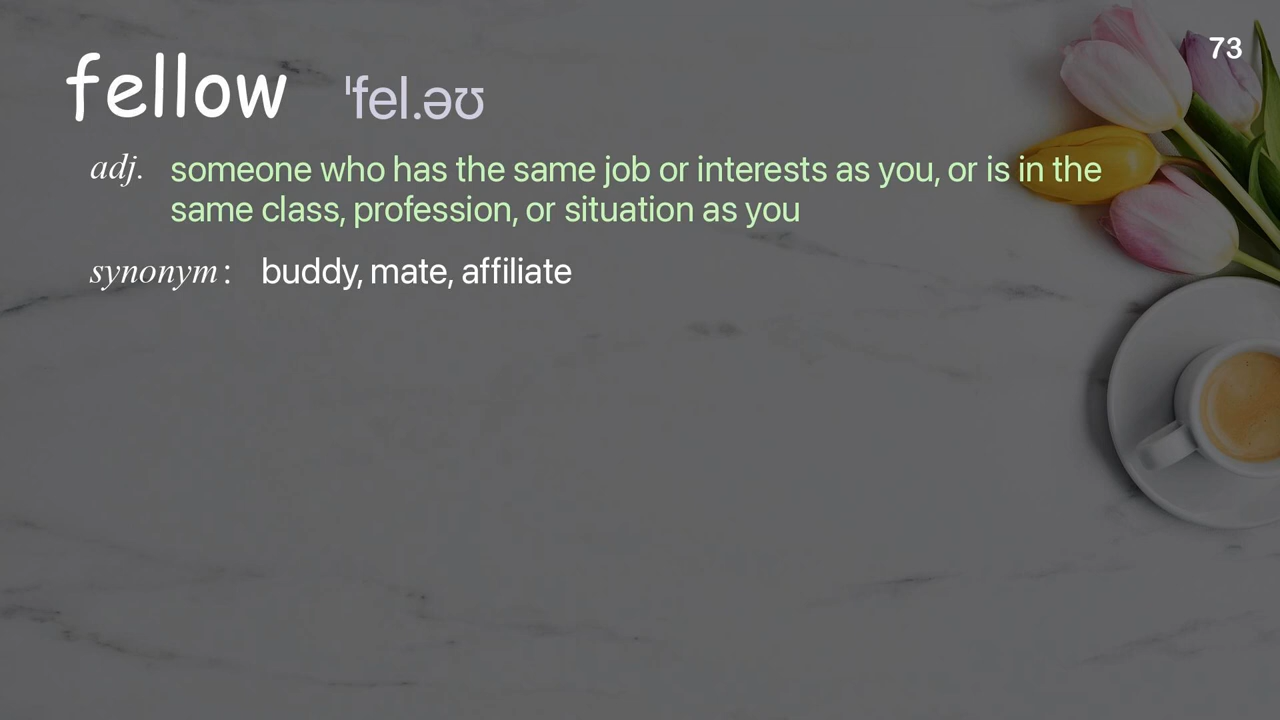 73
fellow ˈfel.əʊ
adj. someone who has the same job or interests as you, or is in the
same class, profession, or situation as you
synonym: buddy, mate, affiliate